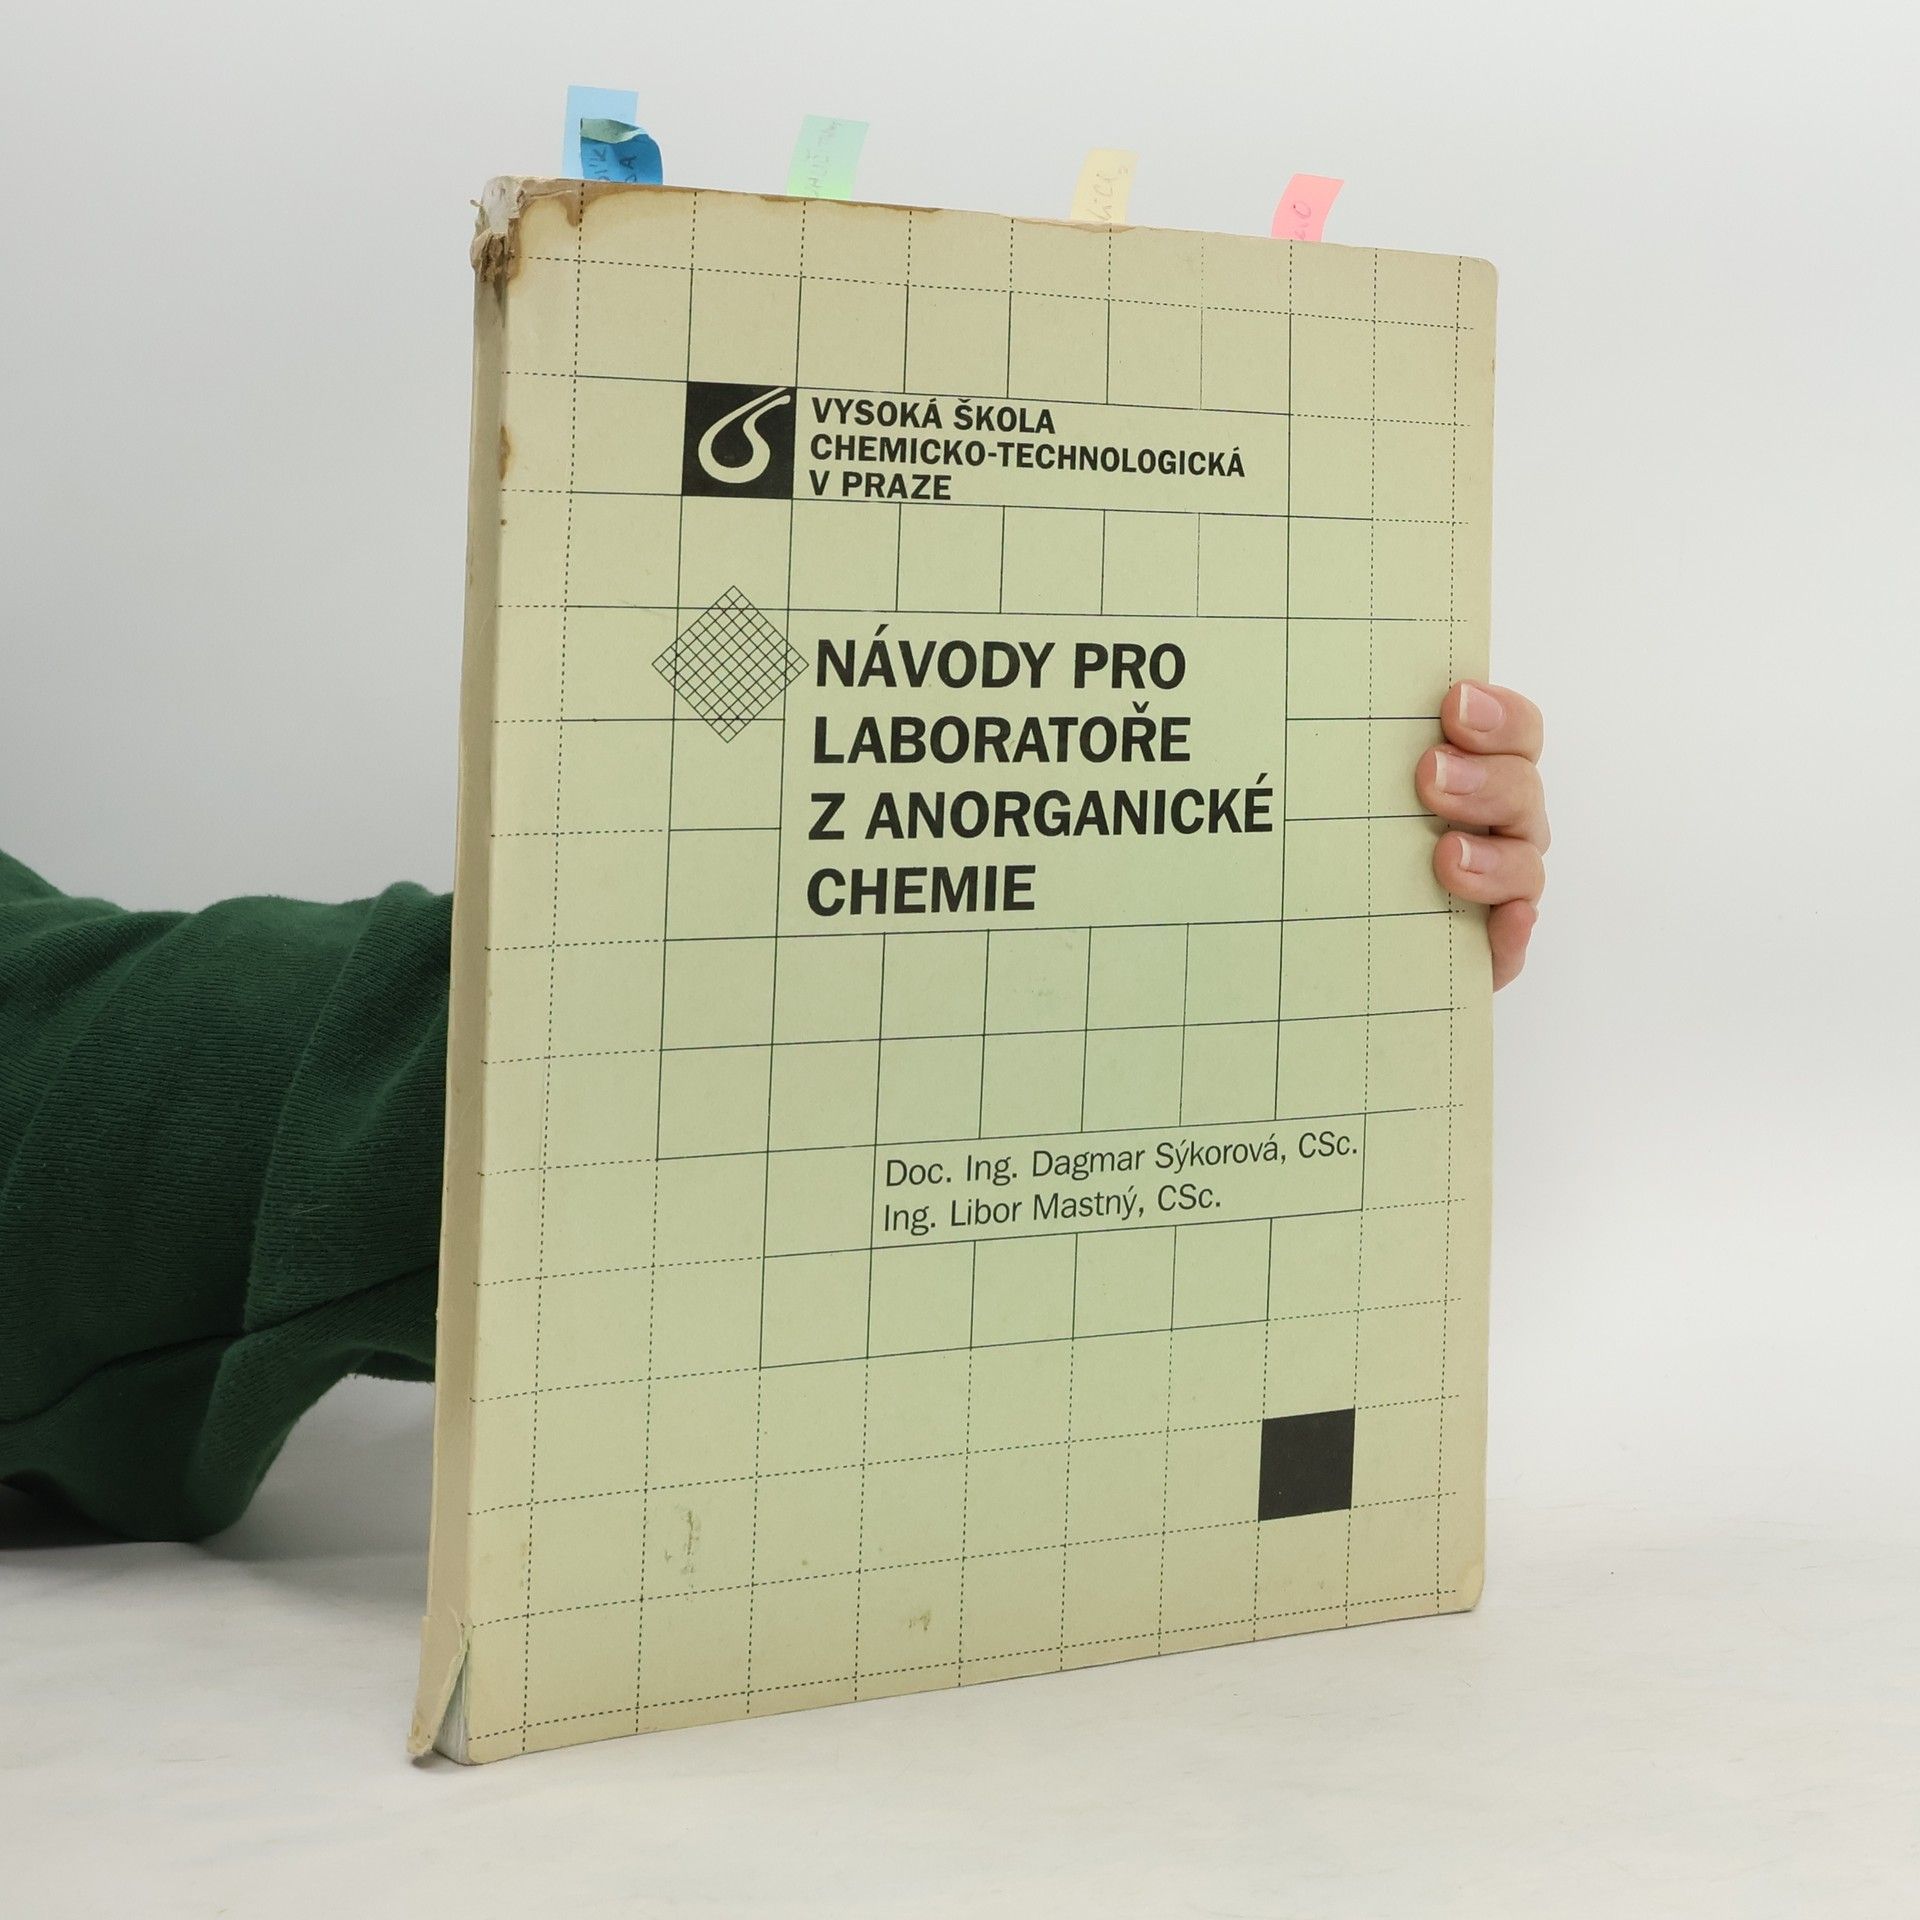 VYSOKÁ ŠKOLA
CHEMICKO-TECHNOLOGICKÁ
V PRAZE
NÁVODY PRO
LABORATOŘE
Z ANORGANICKÉ
CHEMIE
Doc. Ing. Dagmar Sýkorová, CSc.
Ing. Libor Mastný, CSc.